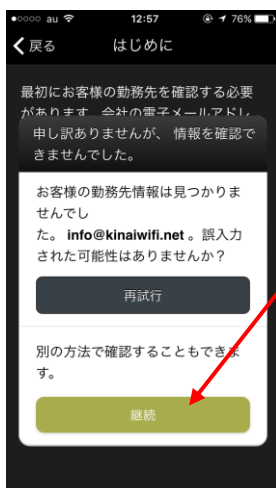 au 12:57 76%
戻る はじめに
最初にお客様の勤務先を確認する必要
があります。会社の電子メールアドレ
申し訳ありませんが、 情報を確認で
きませんでした。
お客様の勤務先情報は見つかりま
せんでし
た。 info@kinaiwifi.net 。誤入力
された可能性はありませんか？
再試行
別の方法で確認することもできま
す。
継続